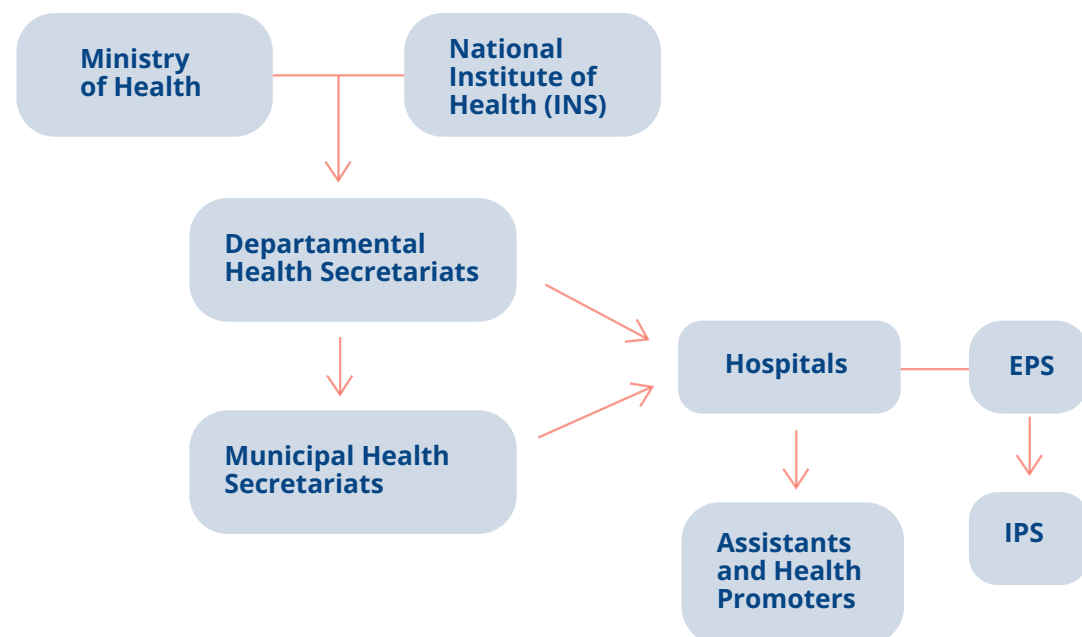 Ministry
of Health
National
Institute of
Health (INS)
Departamental
Health Secretariats
Municipal Health
Secretariats
Hospitals
EPS
Assistants
and Health
Promoters
IPS